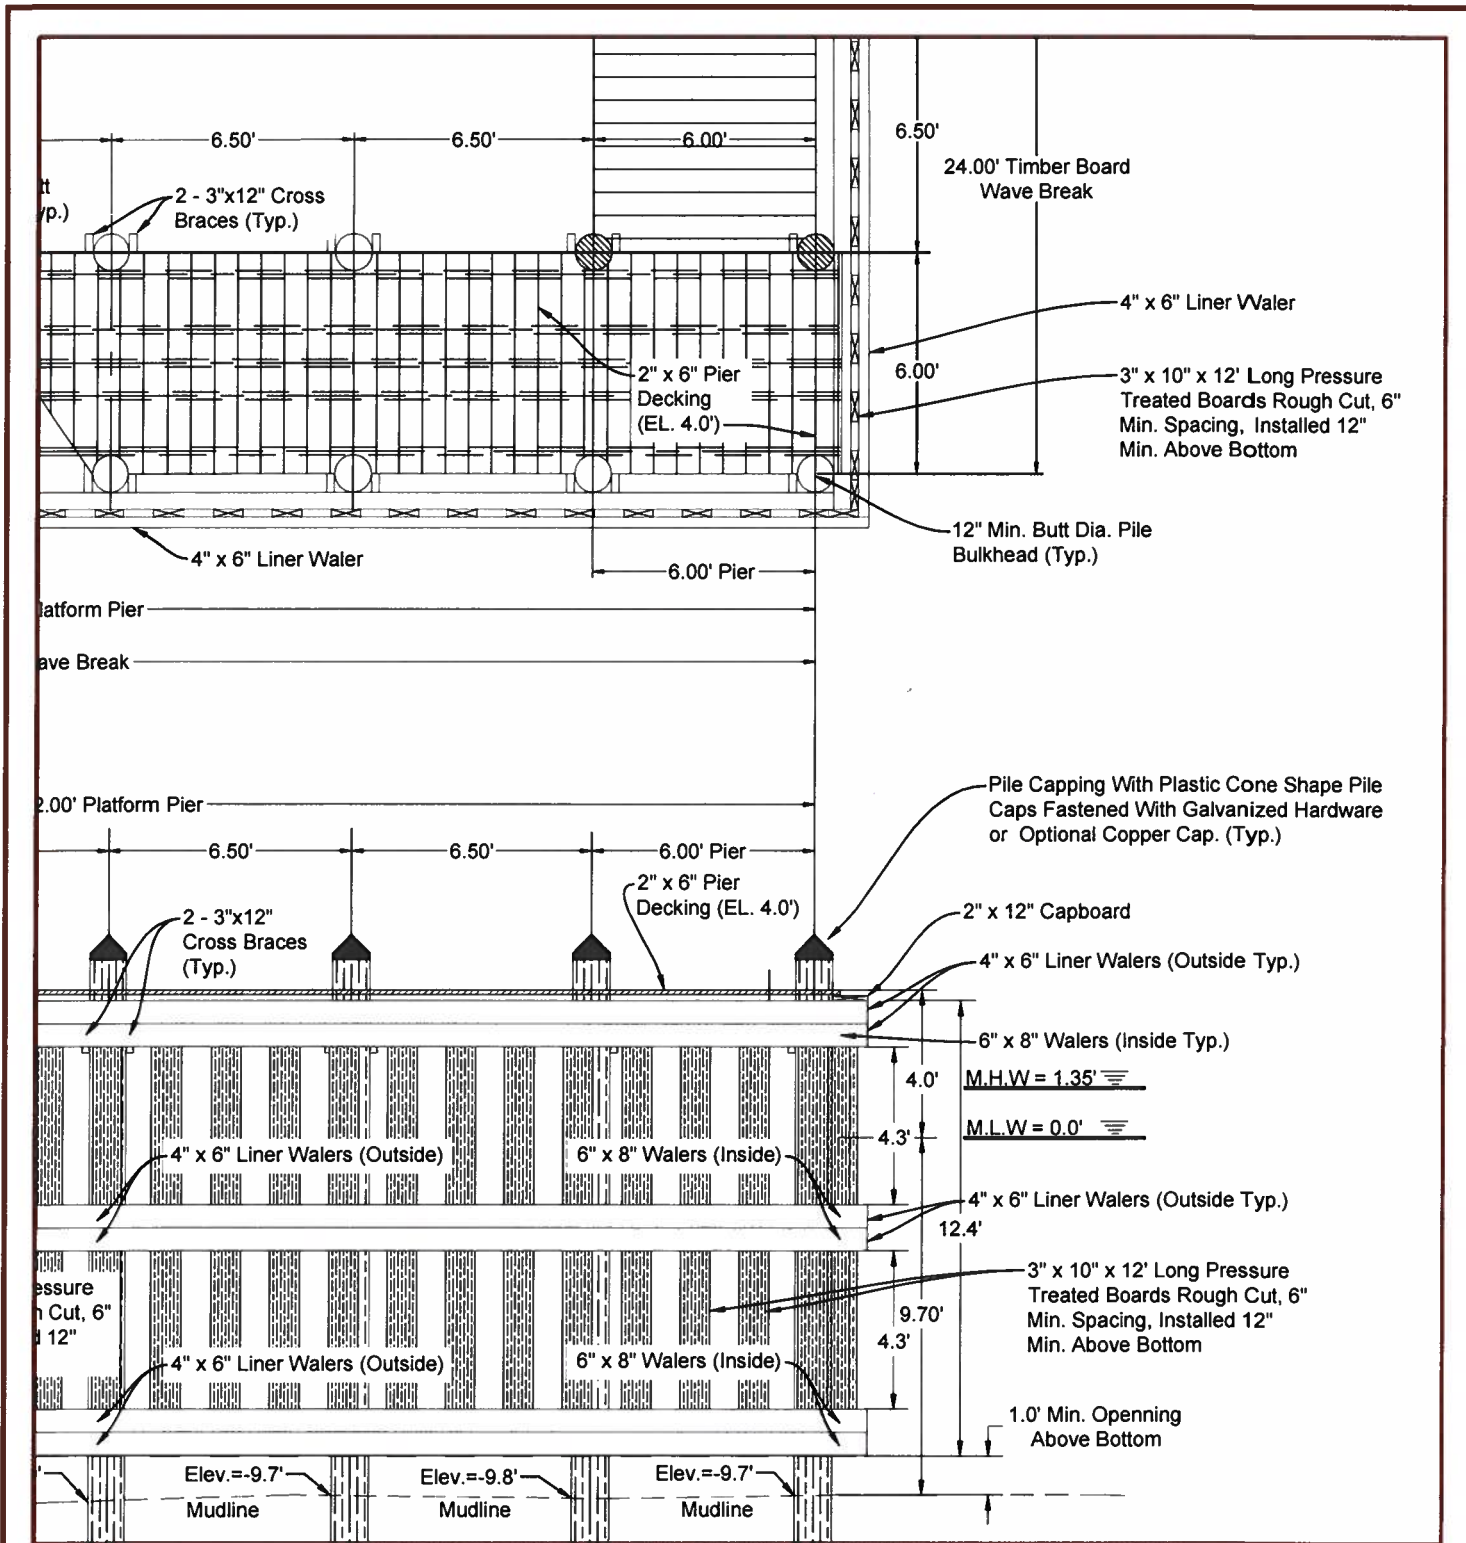 6.50'
6.50'
6.00'
6.50'
24.00' Timber Board
Wave Break
tt
yp.)
2 - 3"x12" Cross
Braces (Typ.)
4" x 6" Liner Waler
6.00'
2" x 6" Pier
Decking
(EL. 4.0')
3" x 10" x 12' Long Pressure
Treated Boards Rough Cut, 6"
Min. Spacing, Installed 12"
Min. Above Bottom
12" Min. Butt Dia. Pile
Bulkhead (Typ.)
4" x 6" Liner Waler
6.00' Pier
latform Pier
ave Break
2.00' Platform Pier
Pile Capping With Plastic Cone Shape Pile
Caps Fastened With Galvanized Hardware
or Optional Copper Cap. (Typ.)
6.50'
6.50'
6.00' Pier
2" x 6" Pier
Decking (EL. 4.0')
2 - 3"x12"
Cross Braces
(Typ.)
2" x 12" Capboard
4" x 6" Liner Walers (Outside Typ.)
6" x 8" Walers (Inside Typ.)
4.0'
M.H.W = 1.35'
4.3'
M.L.W = 0.0'
4" x 6" Liner Walers (Outside)
6" x 8" Walers (Inside)
4" x 6" Liner Walers (Outside Typ.)
12.4'
essure
n Cut, 6"
d 12"
3" x 10" x 12' Long Pressure
Treated Boards Rough Cut, 6"
Min. Spacing, Installed 12"
Min. Above Bottom
9.70'
4.3'
4" x 6" Liner Walers (Outside)
6" x 8" Walers (Inside)
1.0' Min. Openning
Above Bottom
Elev.=-9.7'
Mudline
Elev.=-9.8'
Mudline
Elev.=-9.7'
Mudline